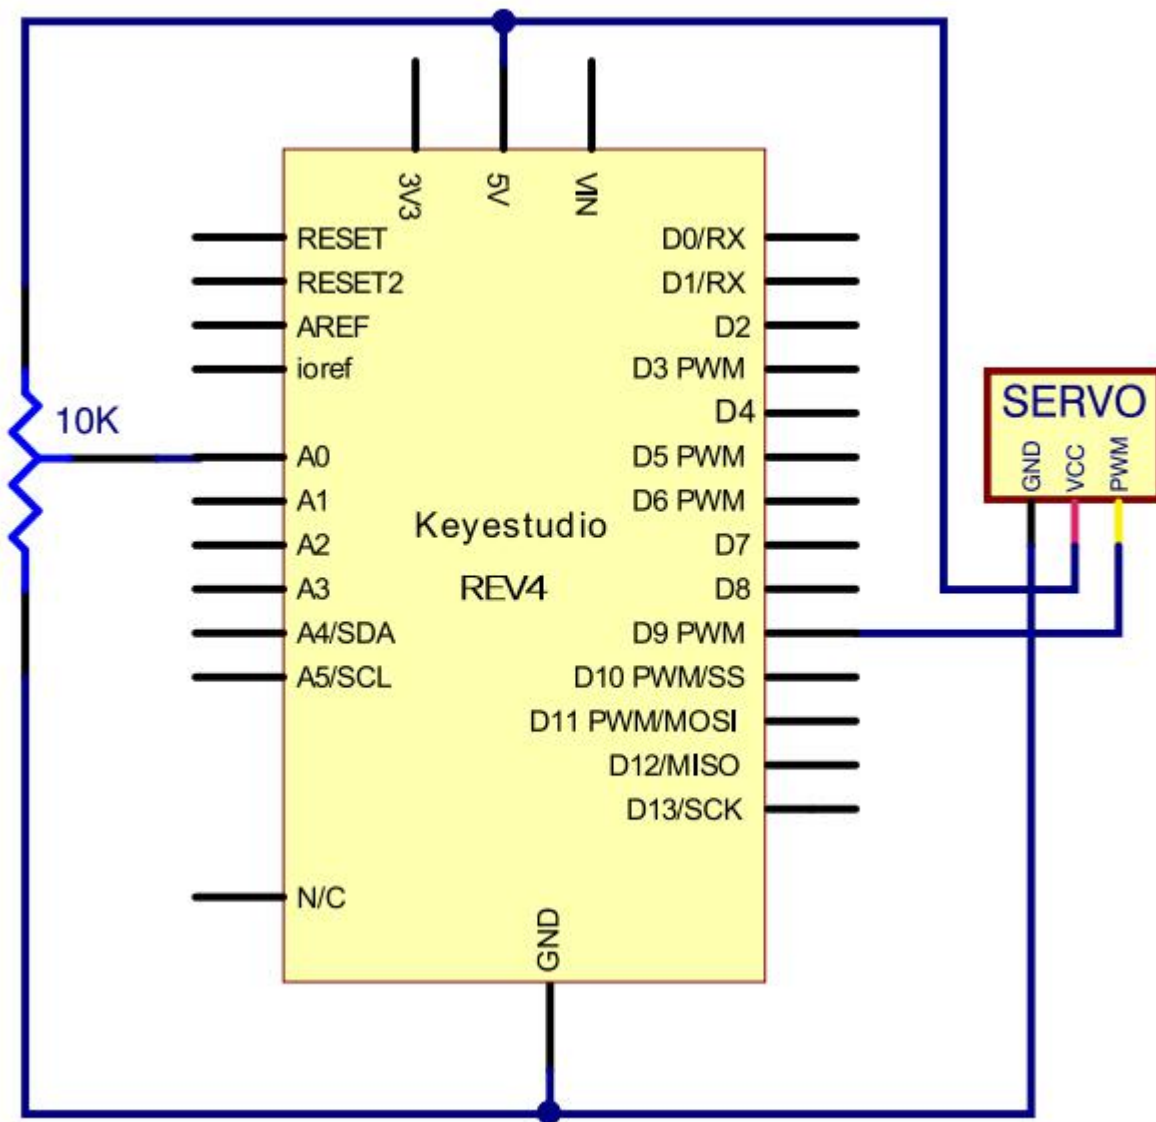 3V3
5V
VIN
RESET
RESET2
AREF
ioref
A0
A1
A2
A3
A4/SDA
A5/SCL
N/C
10K
Keyestudio
REV4
D0/RX
D1/RX
D2
D3 PWM
D4
D5 PWM
D6 PWM
D7
D8
D9 PWM
D10 PWM/SS
D11 PWM/MOSI
D12/MISO
D13/SCK
GND
SERVO
GND
VCC
PWM